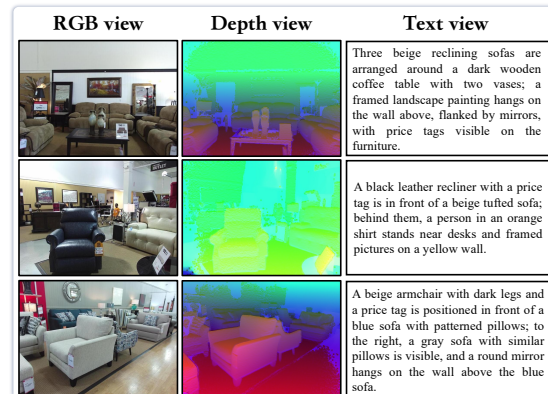 RGB view
Depth view
Text view
Three beige reclining sofas are
arranged around a dark wooden
coffee table with two vases; a
framed landscape painting hangs on
the wall above, flanked by mirrors,
with price tags visible on the
furniture.
A black leather recliner with a price
tag is in front of a beige tufted sofa;
behind them, a person in an orange
shirt stands near desks and framed
pictures on a yellow wall.
A beige armchair with dark legs and
a price tag is positioned in front of a
blue sofa with patterned pillows; to
the right, a gray sofa with similar
pillows is visible, and a round mirror
hangs on the wall above the blue
sofa.